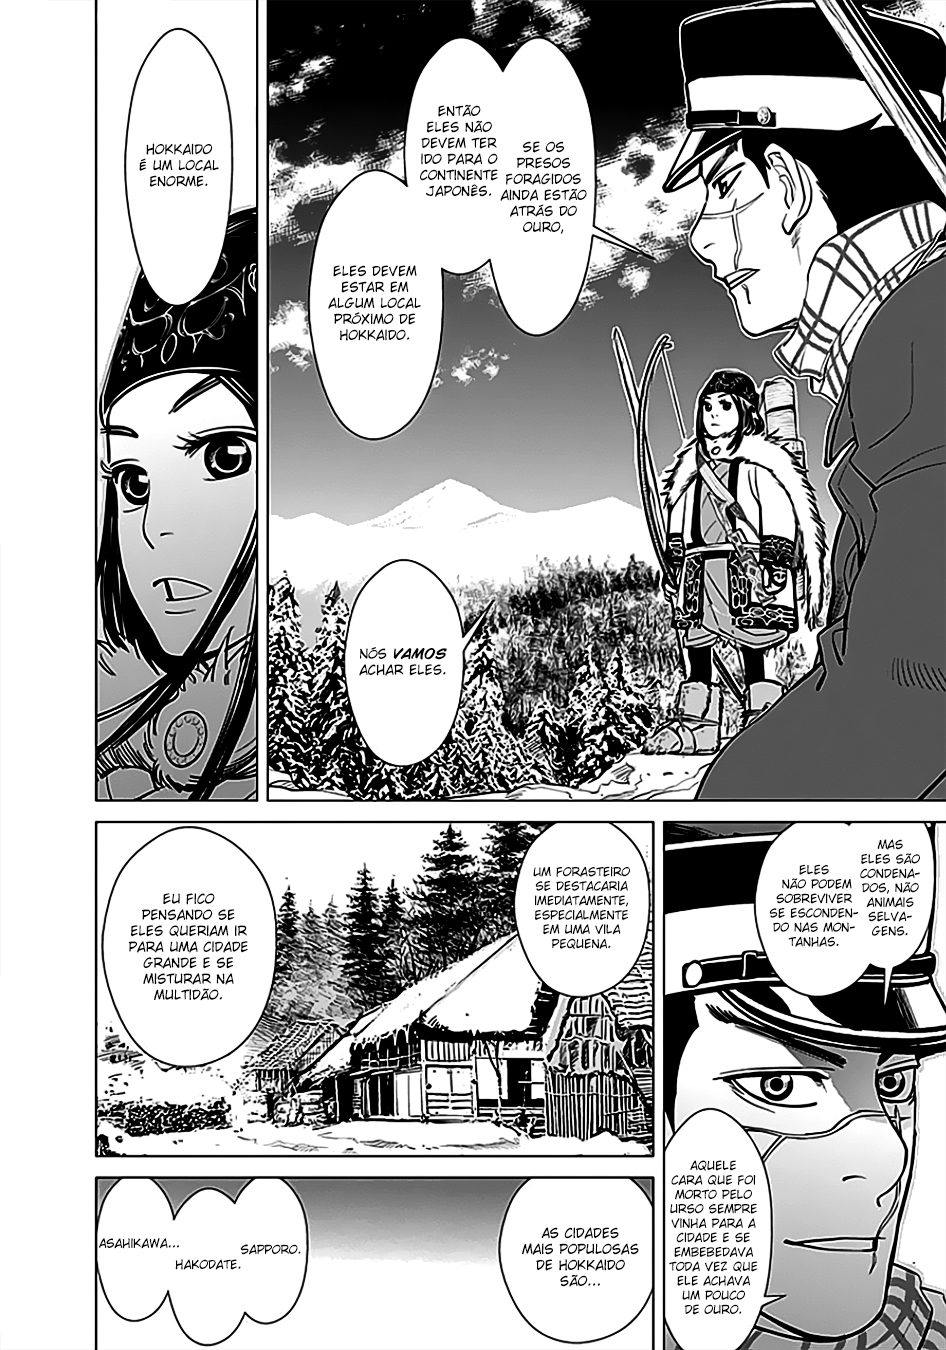 SE OS
PRESOS
FORAGIDOS
AINDA ESTÃO
ATRÁS DO
OURO,
ENTÃO
ELES NÃO
DEVEM TER
IDO PARA O
CONTINENTE
JAPONÊS.
ELES DEVEM
ESTAR EM
ALGUM LOCAL
PRÓXIMO DE
HOKKAIDO.
NÓS VAMOS
ACHAR ELES.
HOKKAIDO
É UM LOCAL
ENORME.
MAS
ELES SÃO
CONDENA-
DOS, NÃO
ANIMAIS
SELVA-
GENS.
ELES
NÃO PODEM
SOBREVIVER
SE ESCONDEN-
DO NAS MON-
TANHAS.
AQUELE
CARA QUE FOI
MORTO PELO
URSO SEMPRE
VINHA PARA A
CIDADE E SE
EMBEBEDAVA
TODA VEZ QUE
ELE ACHAVA
UM POUCO
DE OURO.
UM FORASTEIRO
SE DESTACARIA
IMEDIATAMENTE,
ESPECIALMENTE
EM UMA VILA
PEQUENA.
EU FICO
PENSANDO SE
ELES QUERIAM IR
PARA UMA CIDADE
GRANDE E SE
MISTURAR NA
MULTIDÃO.
AS CIDADES
MAIS POPULOSAS
DE HOKKAIDO
SÃO...
SAPPORO.
HAKODATE.
ASAHIKAWA...